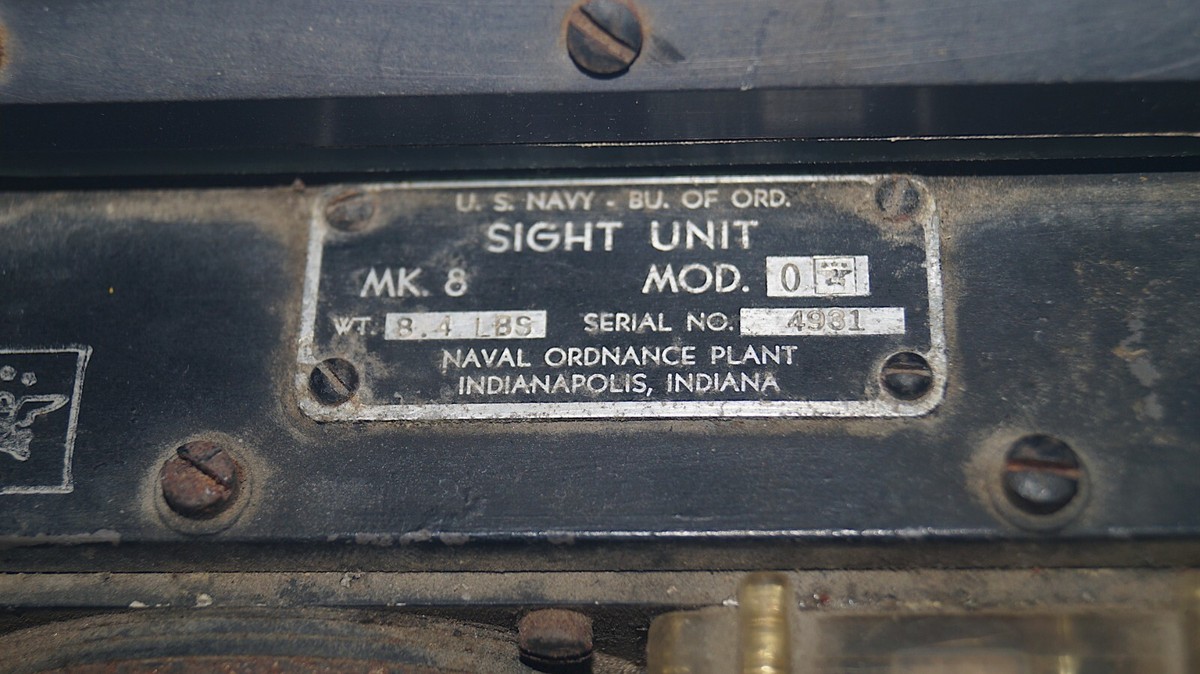 U. S. NAVY - BU. OF ORD.
SIGHT UNIT
MK. 8 MOD. 0
WT. 8.4 LBS SERIAL NO. 4981
NAVAL ORDNANCE PLANT
INDIANAPOLIS, INDIANA